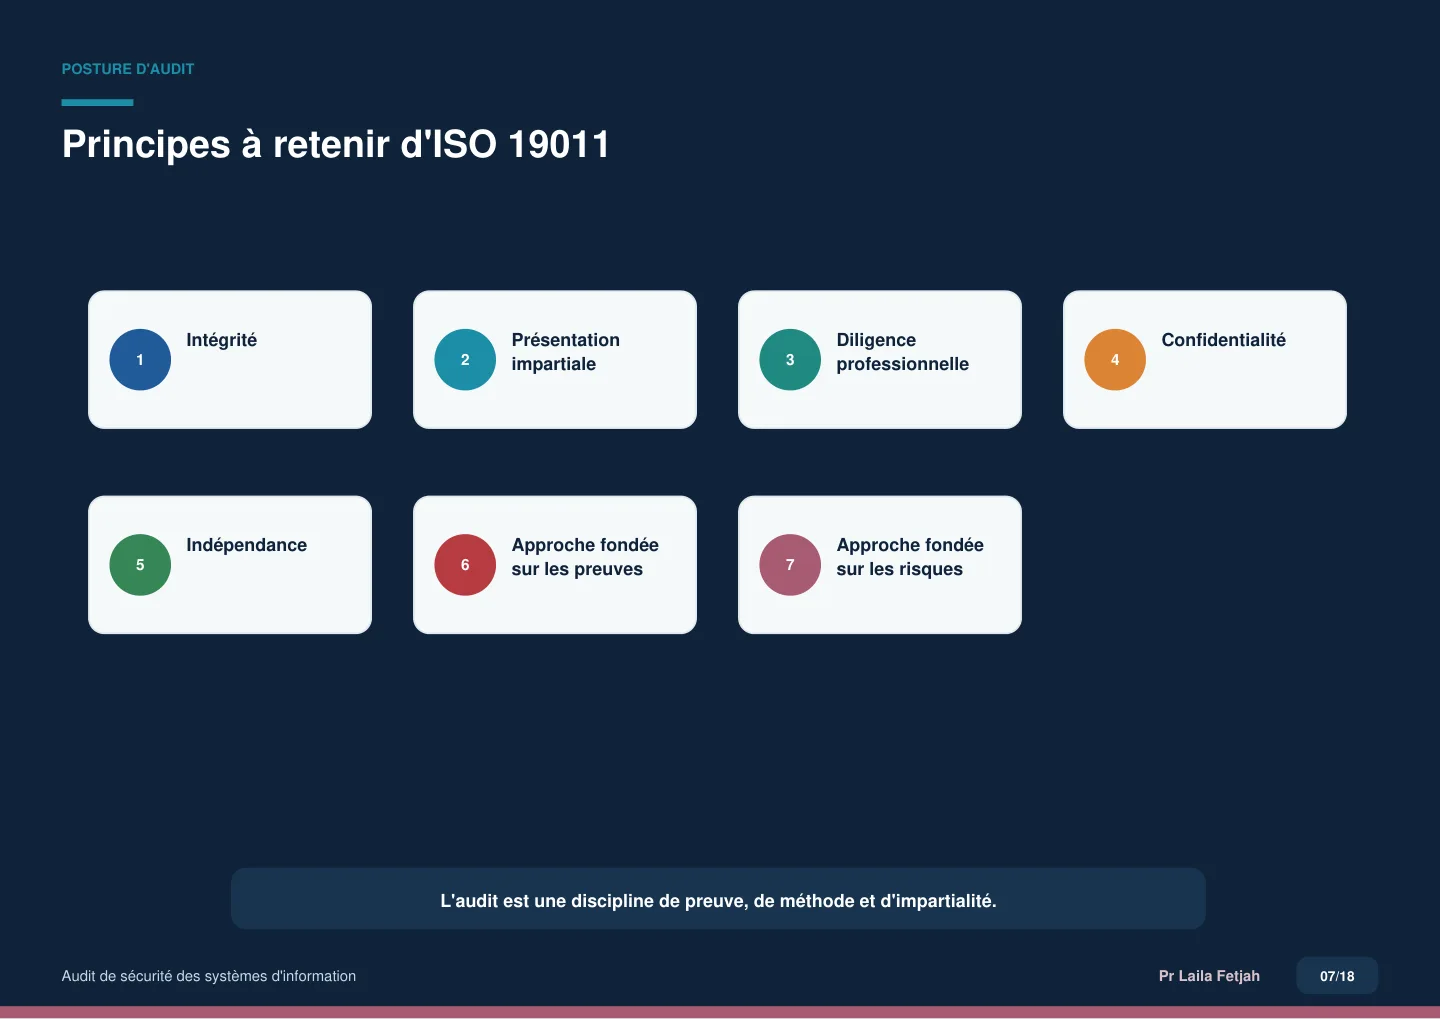 POSTURE D'AUDIT
Principes à retenir d'ISO 19011
1
Intégrité
2
Présentation
impartiale
3
Diligence
professionnelle
4
Confidentialité
5
Indépendance
6
Approche fondée
sur les preuves
7
Approche fondée
sur les risques
L'audit est une discipline de preuve, de méthode et d'impartialité.
Audit de sécurité des systèmes d'information
Pr Laila Fetjah
07/18